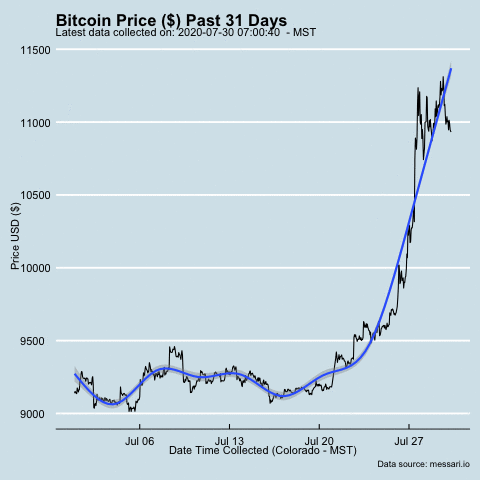 Bitcoin Price ($) Past 31 Days
Latest data collected on: 2020-07-30 07:00:40  - MST
11500
11000
10500
10000
9500
9000
Price USD ($)
Jul 06 Jul 13 Jul 20 Jul 27
Date Time Collected (Colorado - MST)
Data source: messari.io